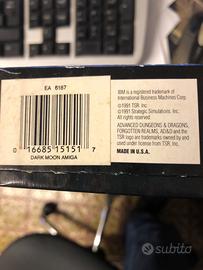 EA 6187
0 16685 15151 7
DARK MOON AMIGA
IBM is a registered trademark of
International Business Machines Corp.
©1991 TSR, Inc.
©1991 Strategic Simulations, Inc.
All rights reserved.
ADVANCED DUNGEONS & DRAGONS,
FORGOTTEN REALMS, AD&D and the
TSR logo are trademarks owned by and
used under license from TSR, Inc.
MADE IN U.S.A.
subito